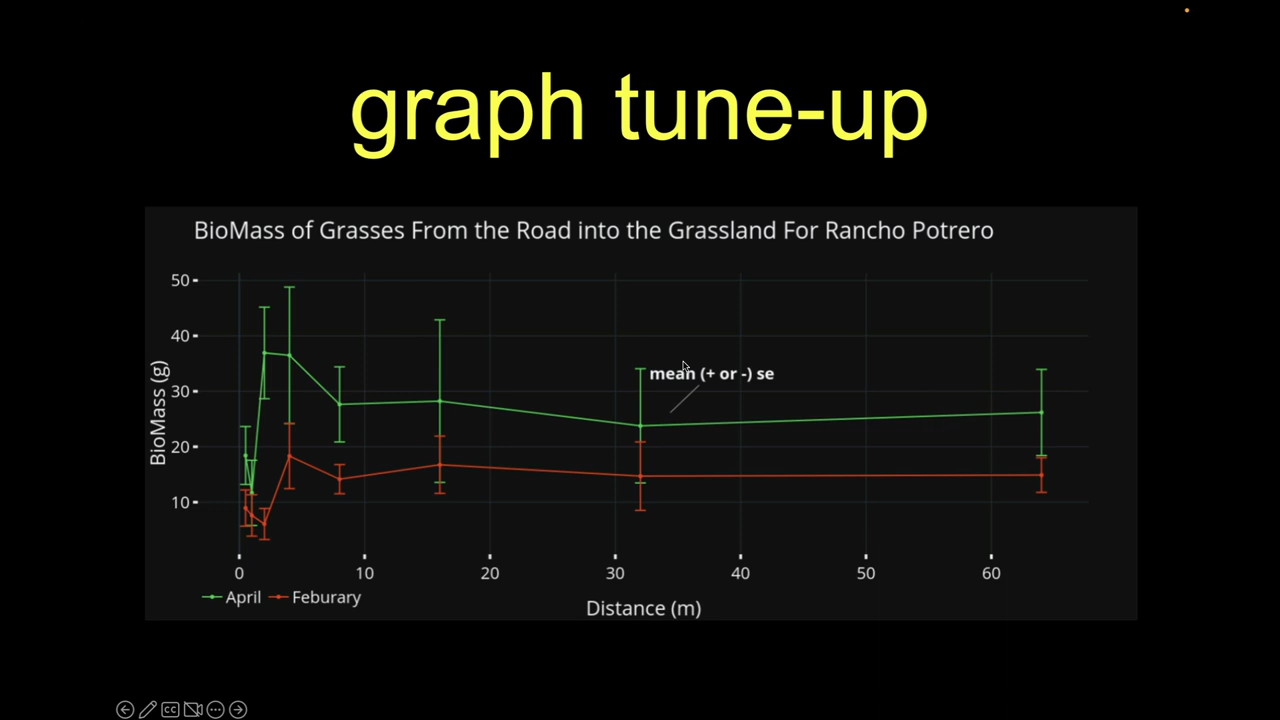 graph tune-up
BioMass of Grasses From the Road into the Grassland For Rancho Potrero
50
40
30
20
10
BioMass (g)
mean (+ or -) se
0 10 20 30 40 50 60
April Feburary
Distance (m)
CC